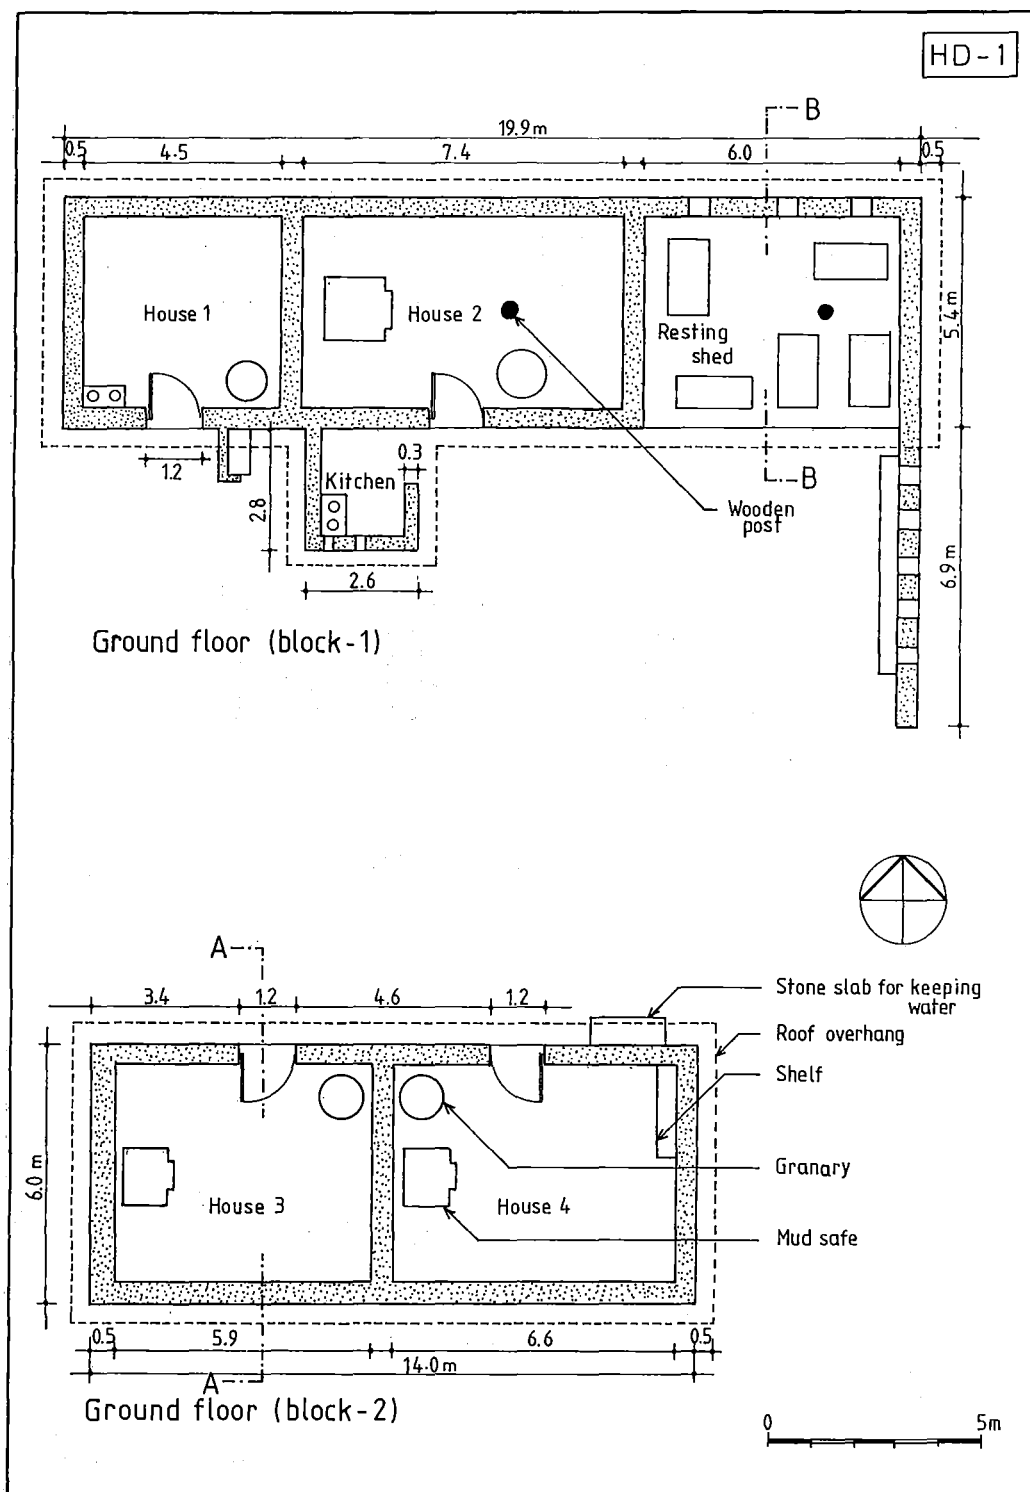 HD-1
B
19.9m
0.5 4.5 7.4 6.0 0.5
House 1
House 2
Resting
shed
5.4 m
1.2
2.8
Kitchen
0.3
B
Wooden
post
2.6
6.9m
Ground floor (block-1)
A
3.4 1.2 4.6 1.2
Stone slab for keeping
water
Roof overhang
Shelf
Granary
Mud safe
6.0 m
House 3
House 4
0.5 5.9 6.6 0.5
14.0m
A
Ground floor (block-2)
0 5m